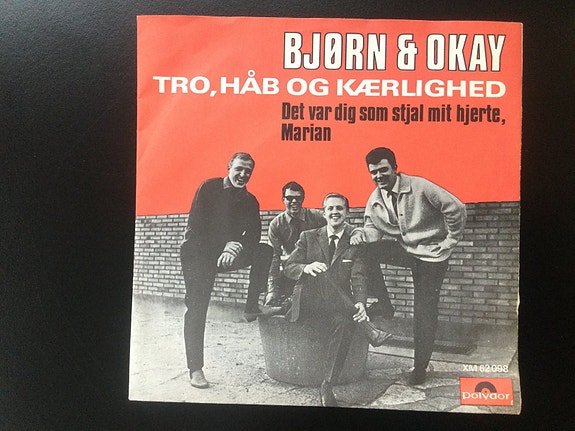 BJØRN & OKAY
TRO, HÅB OG KÆRLIGHED
Det var dig som stjal mit hjerte,
Marian
XM 62 098
polydor